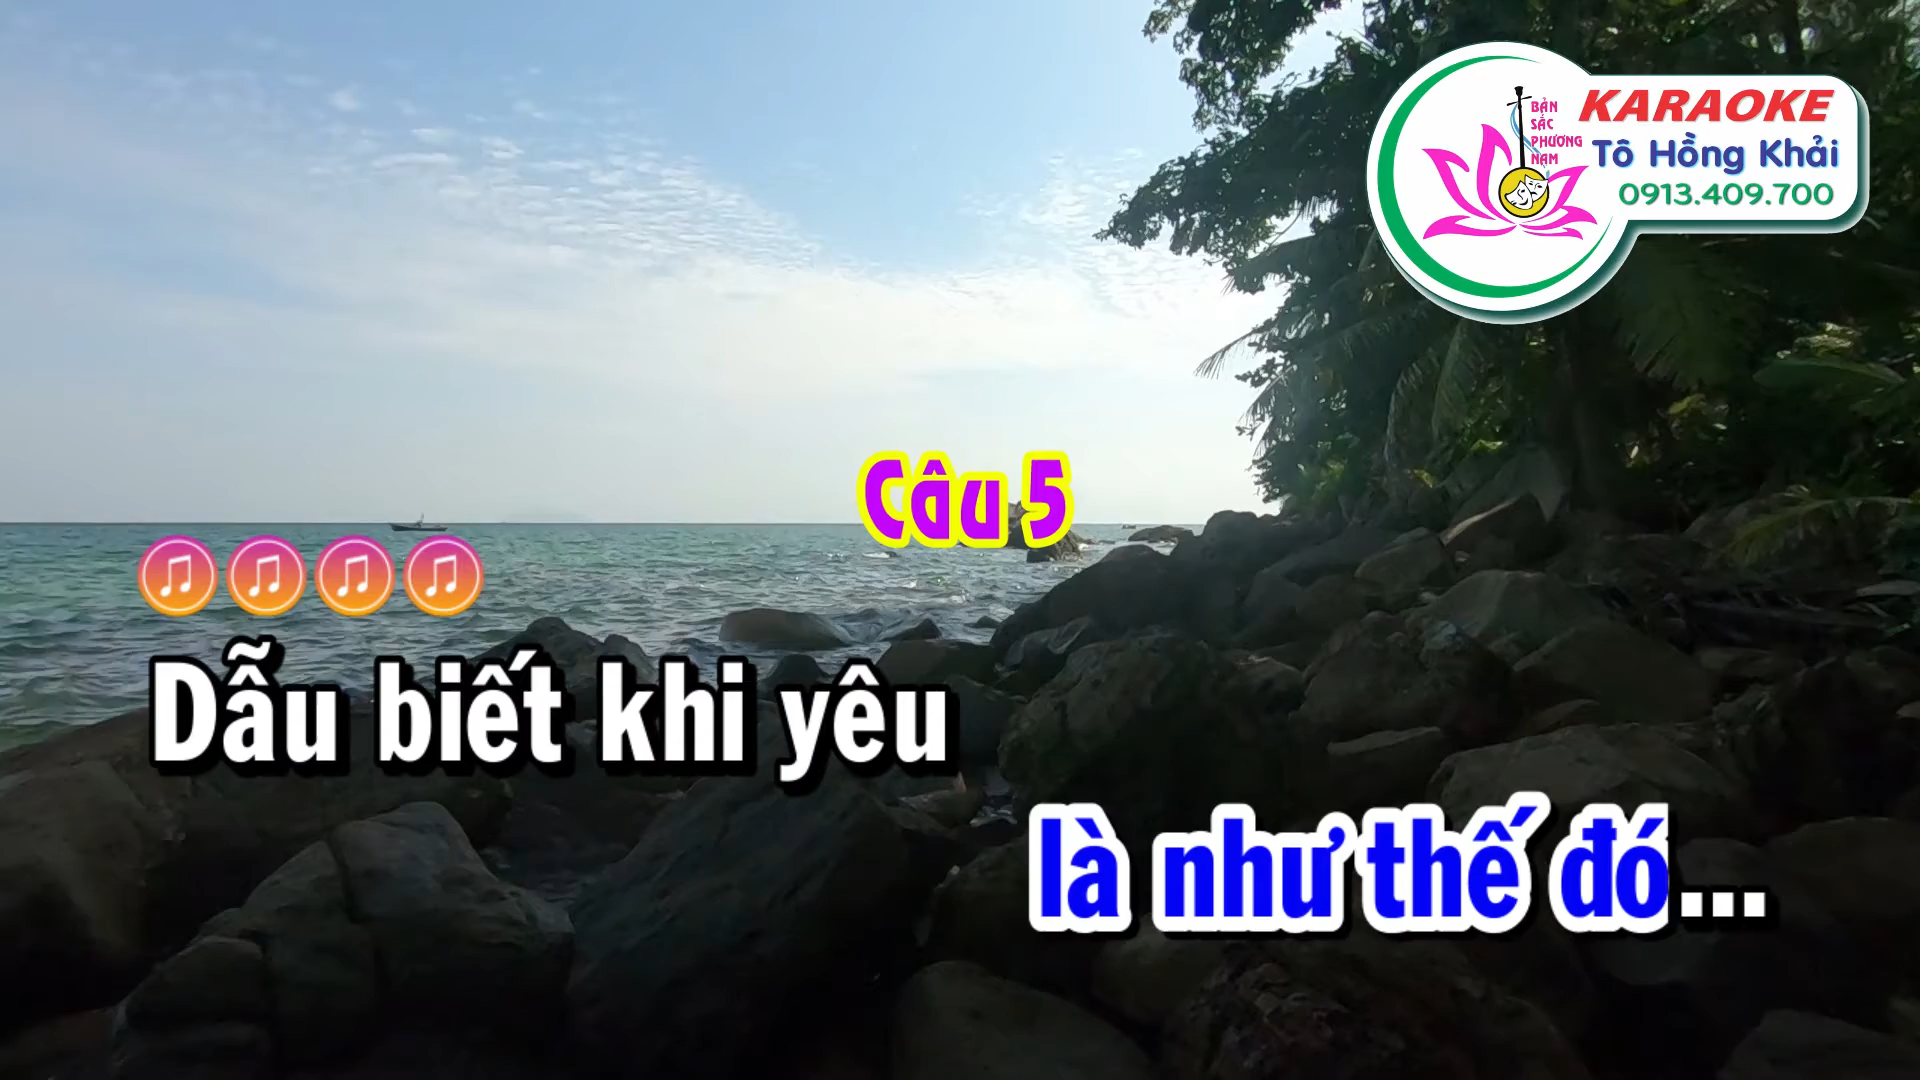 BẢN
SẮC
PHƯƠNG
NAM
KARAOKE
Tô Hồng Khải
0913.409.700
Câu 5
Dẫu biết khi yêu
là như thế đó...